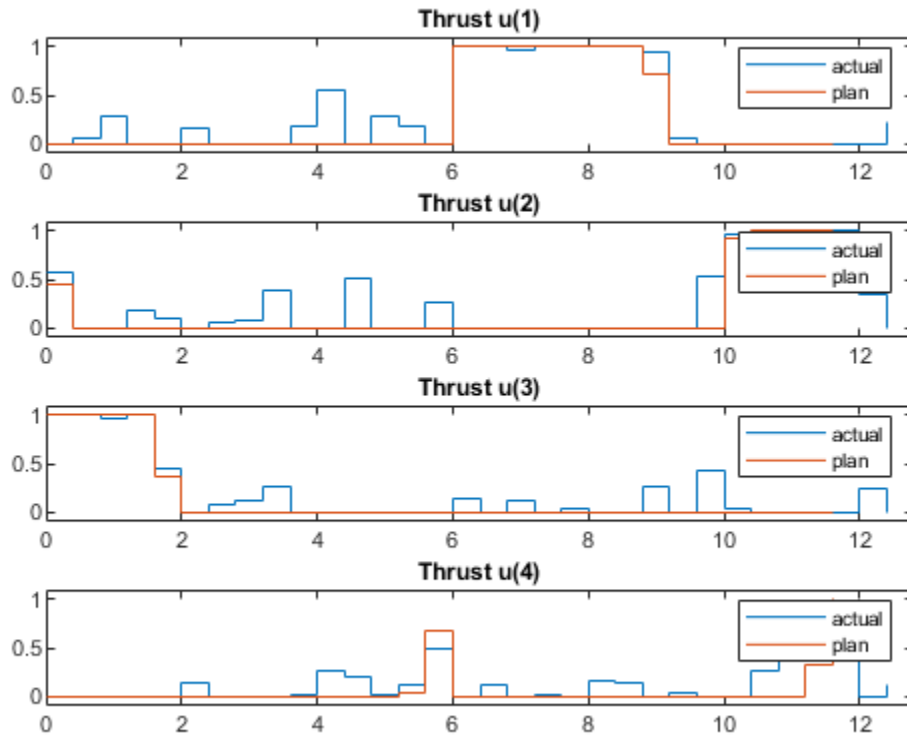 Thrust u(1)
1
0.5
0
actual
plan
0 2 4 6 8 10 12
Thrust u(2)
1
0.5
0
actual
plan
0 2 4 6 8 10 12
Thrust u(3)
1
0.5
0
actual
plan
0 2 4 6 8 10 12
Thrust u(4)
1
0.5
0
actual
plan
0 2 4 6 8 10 12